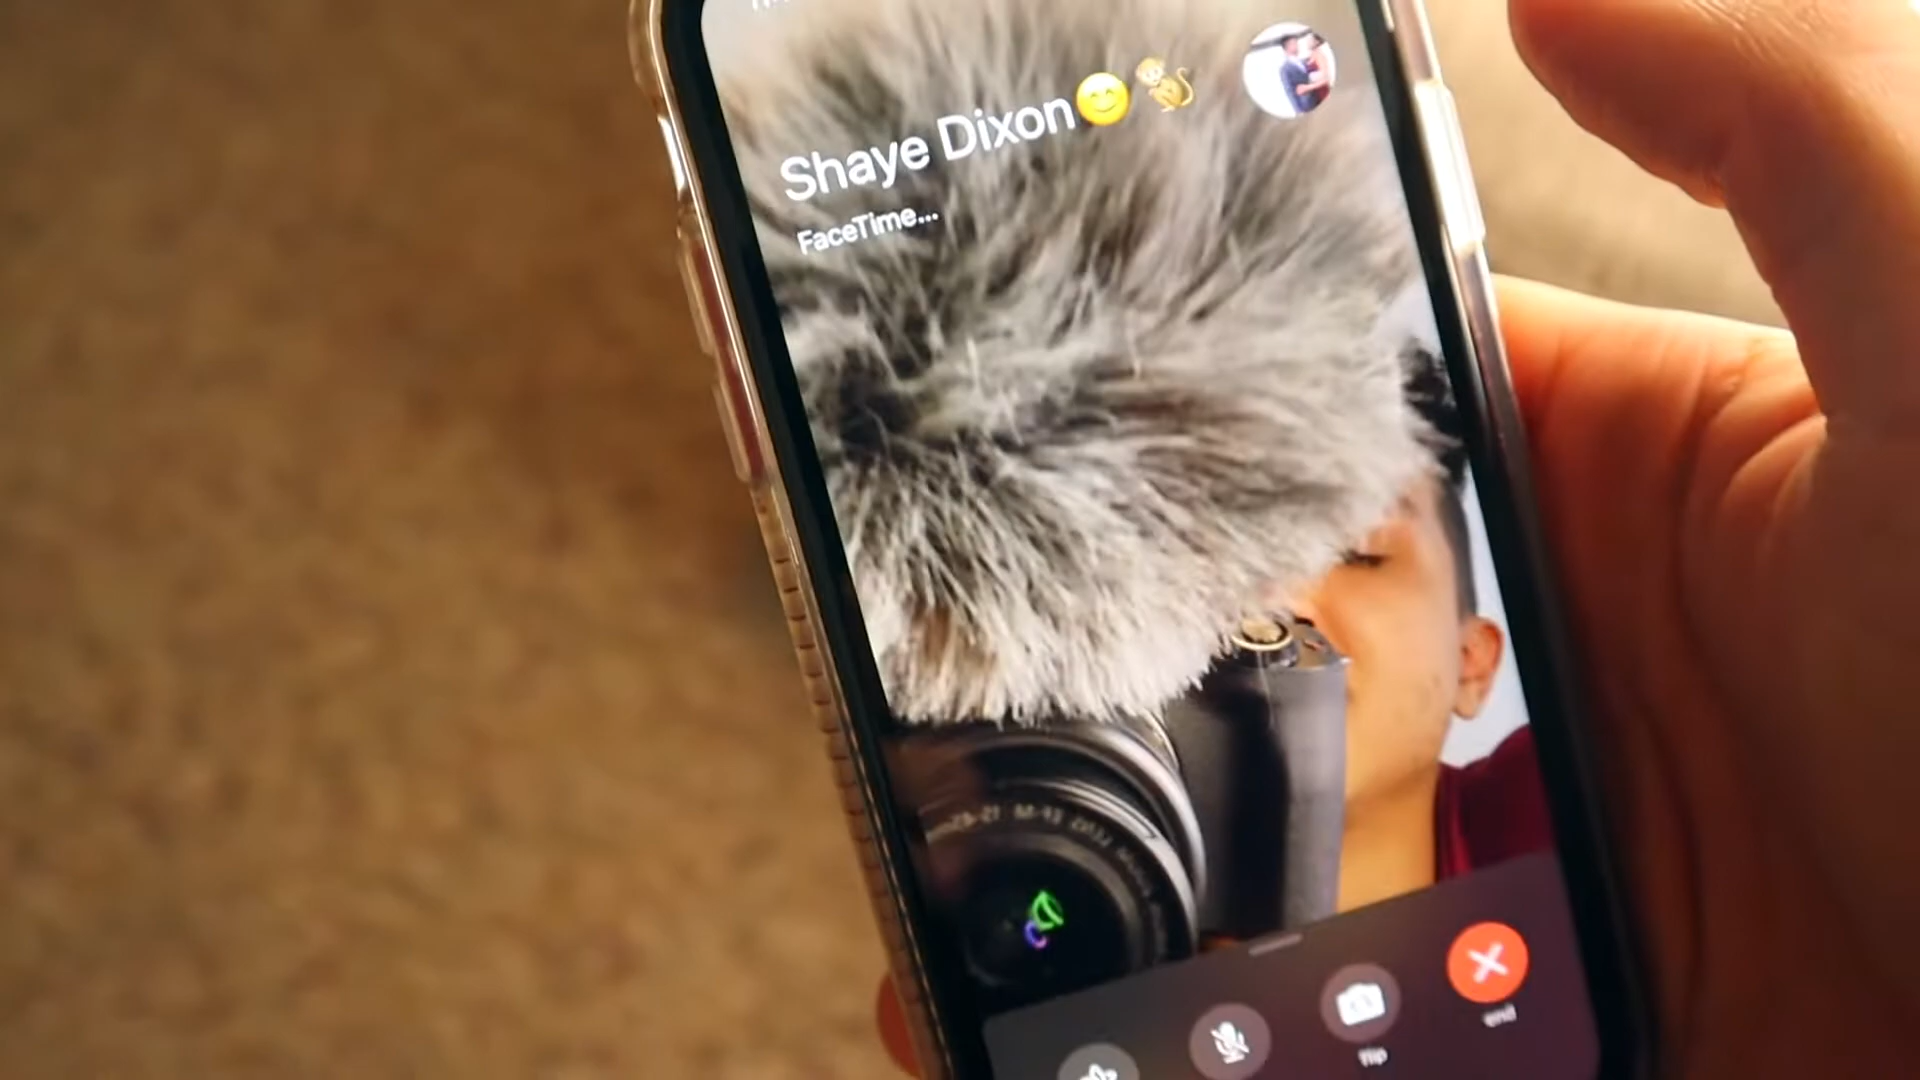 Shaye Dixon😊🐒
FaceTime...
flip
end